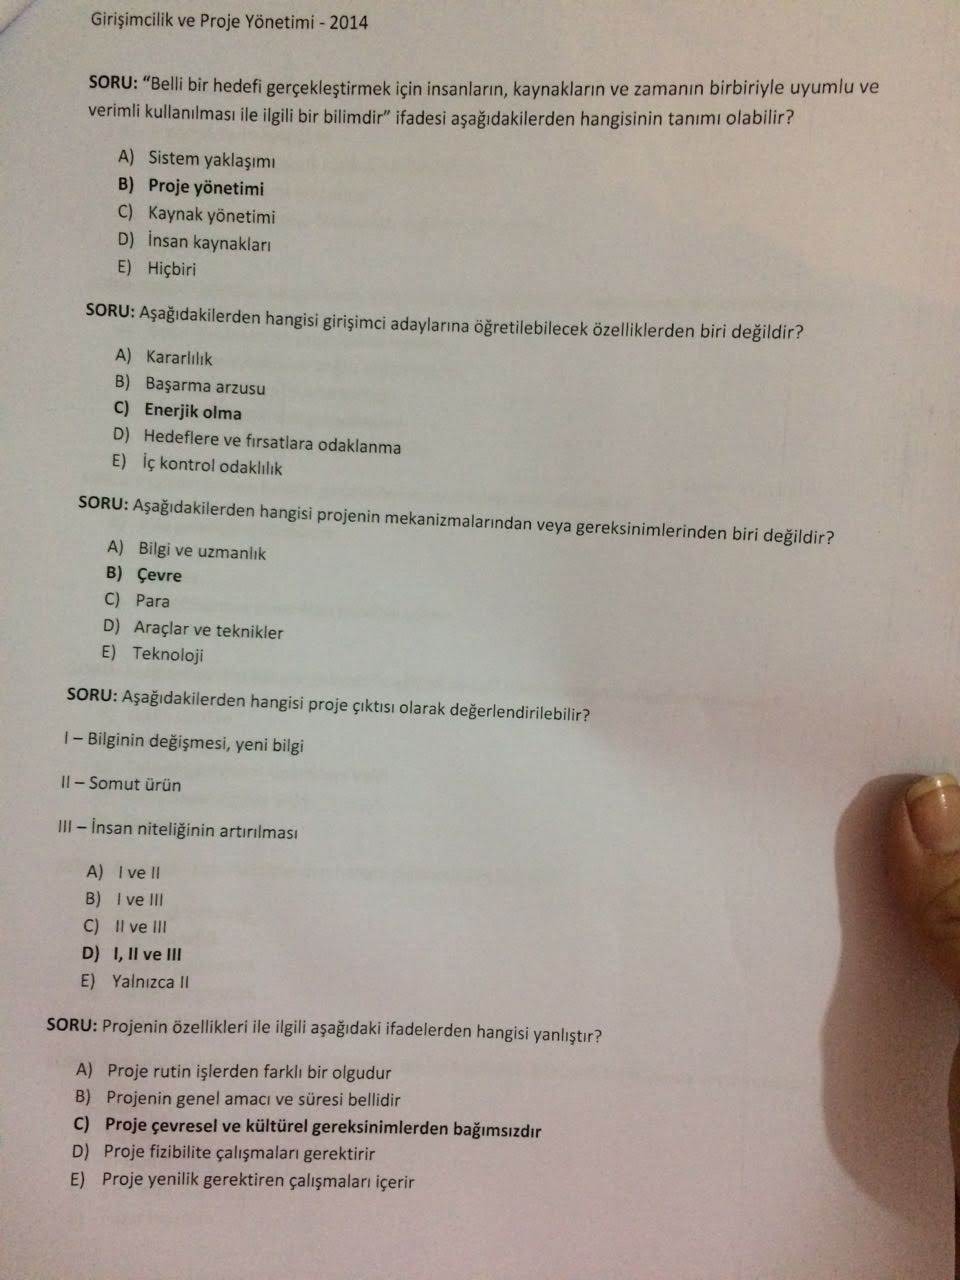 Girişimcilik ve Proje Yönetimi - 2014
SORU: “Belli bir hedefi gerçekleştirmek için insanların, kaynakların ve zamanın birbiriyle uyumlu ve
verimli kullanılması ile ilgili bir bilimdir” ifadesi aşağıdakilerden hangisinin tanımı olabilir?
A) Sistem yaklaşımı
B) Proje yönetimi
C) Kaynak yönetimi
D) İnsan kaynakları
E) Hiçbiri
SORU: Aşağıdakilerden hangisi girişimci adaylarına öğretilebilecek özelliklerden biri değildir?
A) Kararlılık
B) Başarma arzusu
C) Enerjik olma
D) Hedeflere ve fırsatlara odaklanma
E) İç kontrol odaklılık
SORU: Aşağıdakilerden hangisi projenin mekanizmalarından veya gereksinimlerinden biri değildir?
A) Bilgi ve uzmanlık
B) Çevre
C) Para
D) Araçlar ve teknikler
E) Teknoloji
SORU: Aşağıdakilerden hangisi proje çıktısı olarak değerlendirilebilir?
I – Bilginin değişmesi, yeni bilgi
II – Somut ürün
III – İnsan niteliğinin artırılması
A) I ve II
B) I ve III
C) II ve III
D) I, II ve III
E) Yalnızca II
SORU: Projenin özellikleri ile ilgili aşağıdaki ifadelerden hangisi yanlıştır?
A) Proje rutin işlerden farklı bir olgudur
B) Projenin genel amacı ve süresi bellidir
C) Proje çevresel ve kültürel gereksinimlerden bağımsızdır
D) Proje fizibilite çalışmaları gerektirir
E) Proje yenilik gerektiren çalışmaları içerir